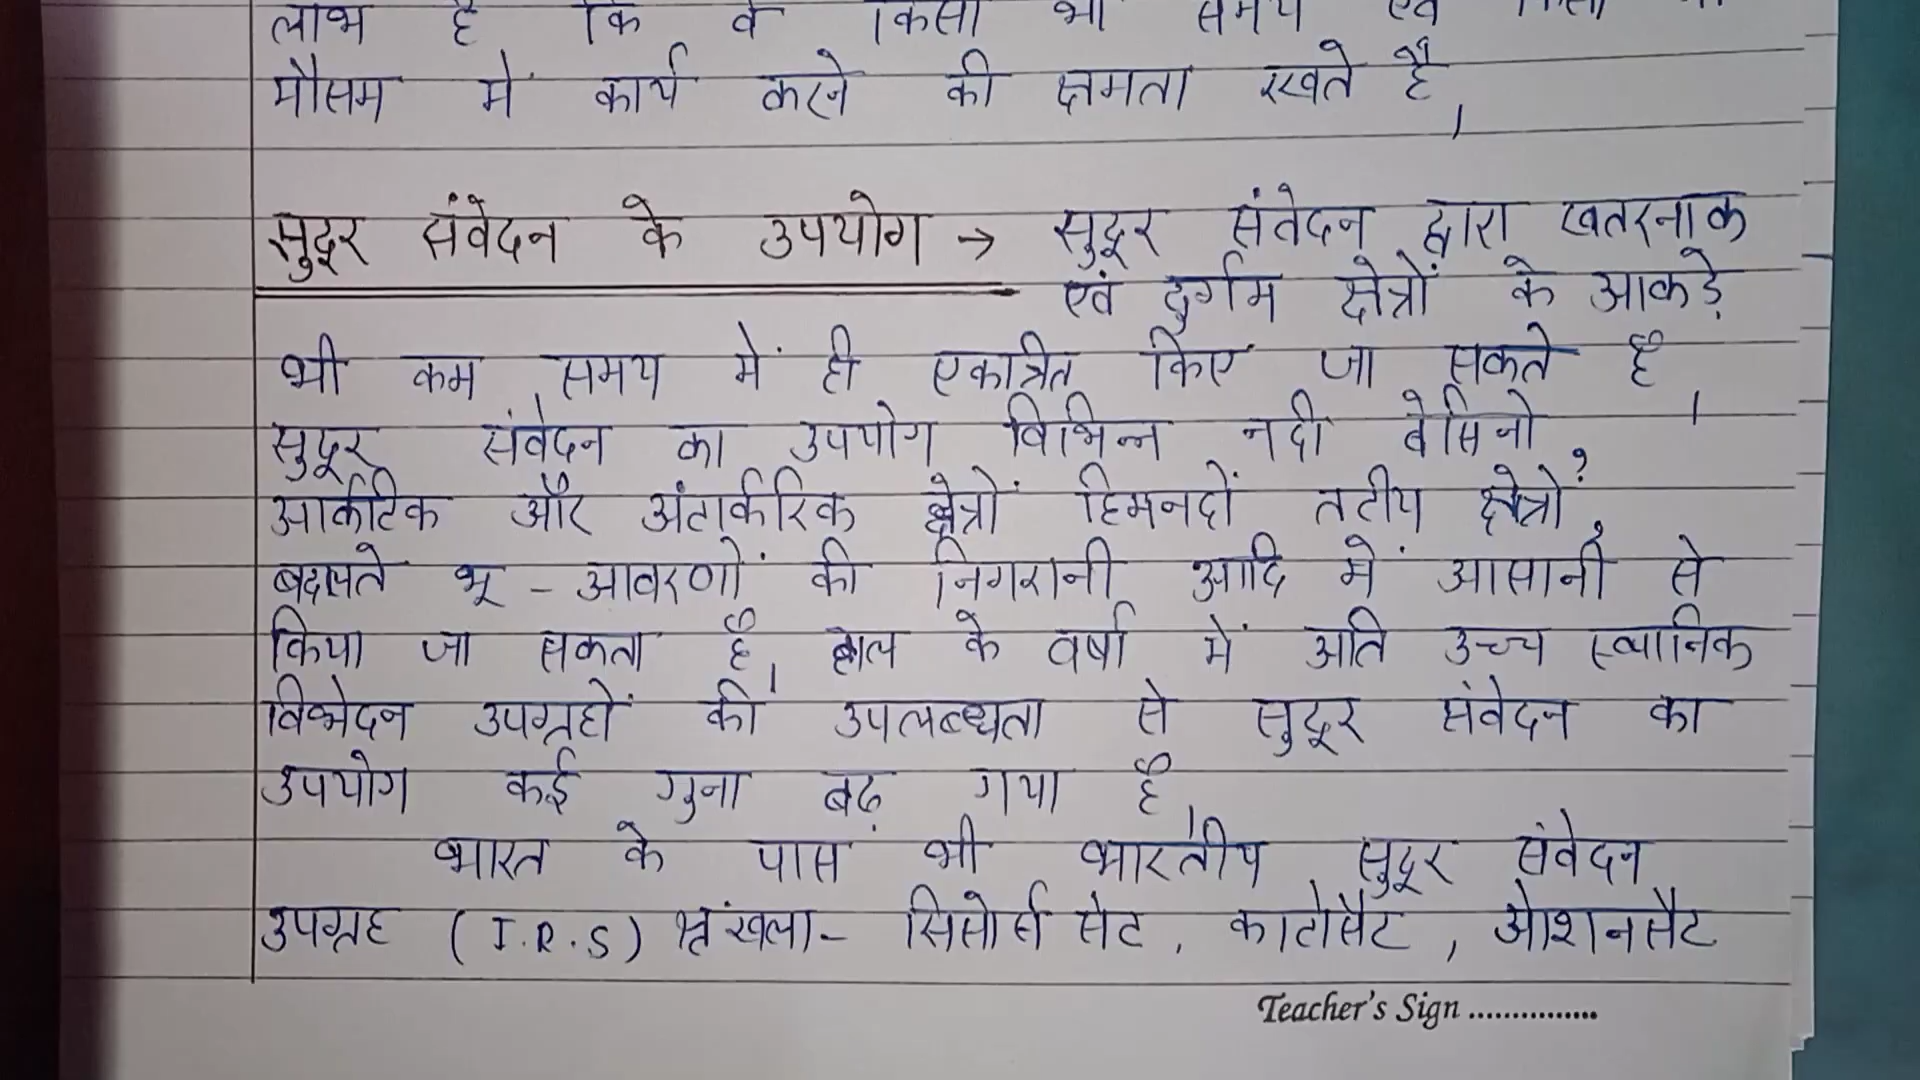 लाभ है कि वे किसी भी समय एवं
मौसम में कार्य करने की क्षमता रखते हैं।
सुदूर संवेदन के उपयोग → सुदूर संवेदन द्वारा खतरनाक
एवं दुर्गम क्षेत्रों के आकड़े
भी कम समय में ही एकत्रित किए जा सकते है।
सुदूर संवेदन का उपयोग विभिन्न नदी बेसिनो,
आर्कटिक और अंटार्कटिक क्षेत्रों हिमनदों तटीय क्षेत्रों,
बदलते भू - आवरणों की निगरानी आदि में आसानी से
किया जा सकता है। हाल के वर्षो में अति उच्च स्थानिक
विभेदन उपग्रहों की उपलब्धता से सुदूर संवेदन का
उपयोग कई गुना बढ़ गया है।
भारत के पास भी भारतीय सुदूर संवेदन
उपग्रह (I.R.S) श्रृंखला - रिसोर्स सेट, काटोसैट, ओशनसैट
Teacher's Sign ...............